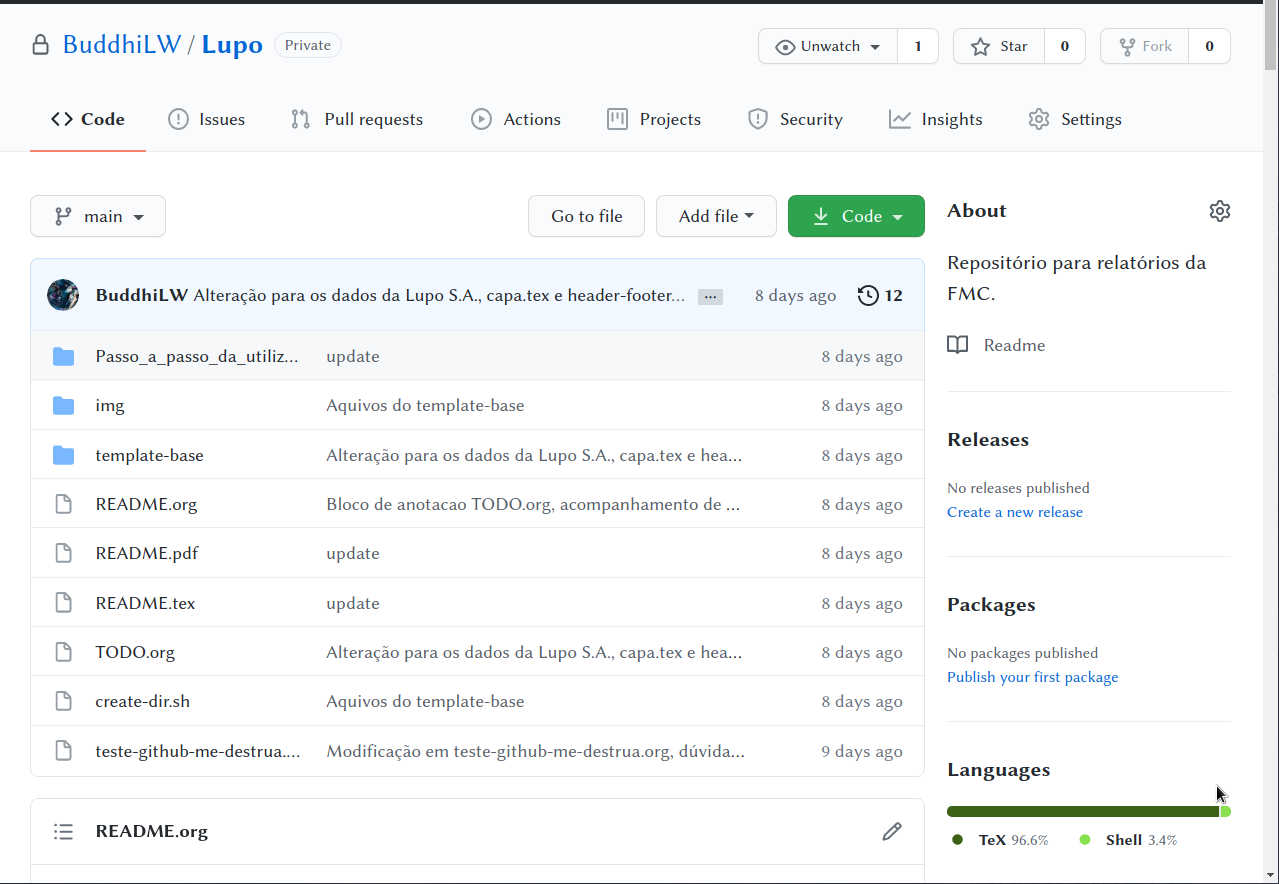 BuddhiLW / Lupo Private
Unwatch 1 Star 0 Fork 0
Code Issues Pull requests Actions Projects Security Insights Settings
main Go to file Add file Code
BuddhiLW Alteração para os dados da Lupo S.A., capa.tex e header-footer... ... 8 days ago 12
Passo_a_passo_da_utiliz... update 8 days ago
img Aquivos do template-base 8 days ago
template-base Alteração para os dados da Lupo S.A., capa.tex e hea... 8 days ago
README.org Bloco de anotacao TODO.org, acompanhamento de ... 8 days ago
README.pdf update 8 days ago
README.tex update 8 days ago
TODO.org Alteração para os dados da Lupo S.A., capa.tex e hea... 8 days ago
create-dir.sh Aquivos do template-base 8 days ago
teste-github-me-destrua.... Modificação em teste-github-me-destrua.org, dúvida... 9 days ago
README.org
About
Repositório para relatórios da
FMC.
Readme
Releases
No releases published
Create a new release
Packages
No packages published
Publish your first package
Languages
TeX 96.6% Shell 3.4%